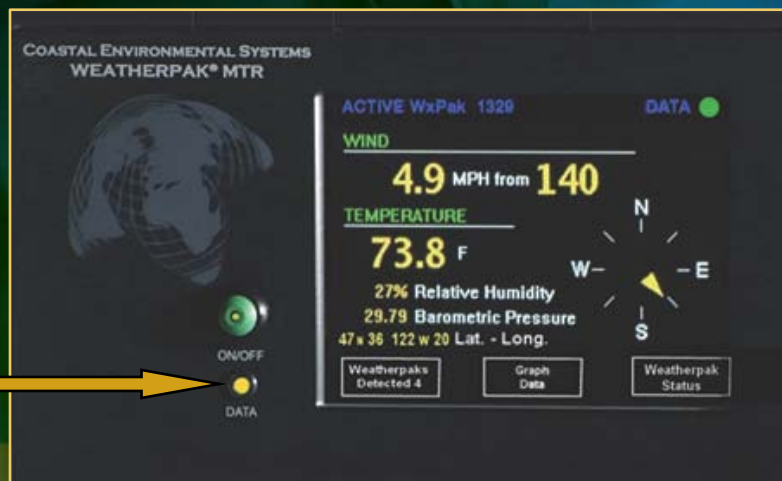 COASTAL ENVIRONMENTAL SYSTEMS
WEATHERPAK® MTR
ACTIVE WxPak 1329 DATA
WIND
4.9 MPH from 140
TEMPERATURE
73.8 F
27% Relative Humidity
29.79 Barometric Pressure
47 n 36 122 w 20 Lat. - Long.
N
W E
S
Weatherpaks
Detected 4
Graph
Data
Weatherpak
Status
ON/OFF
DATA